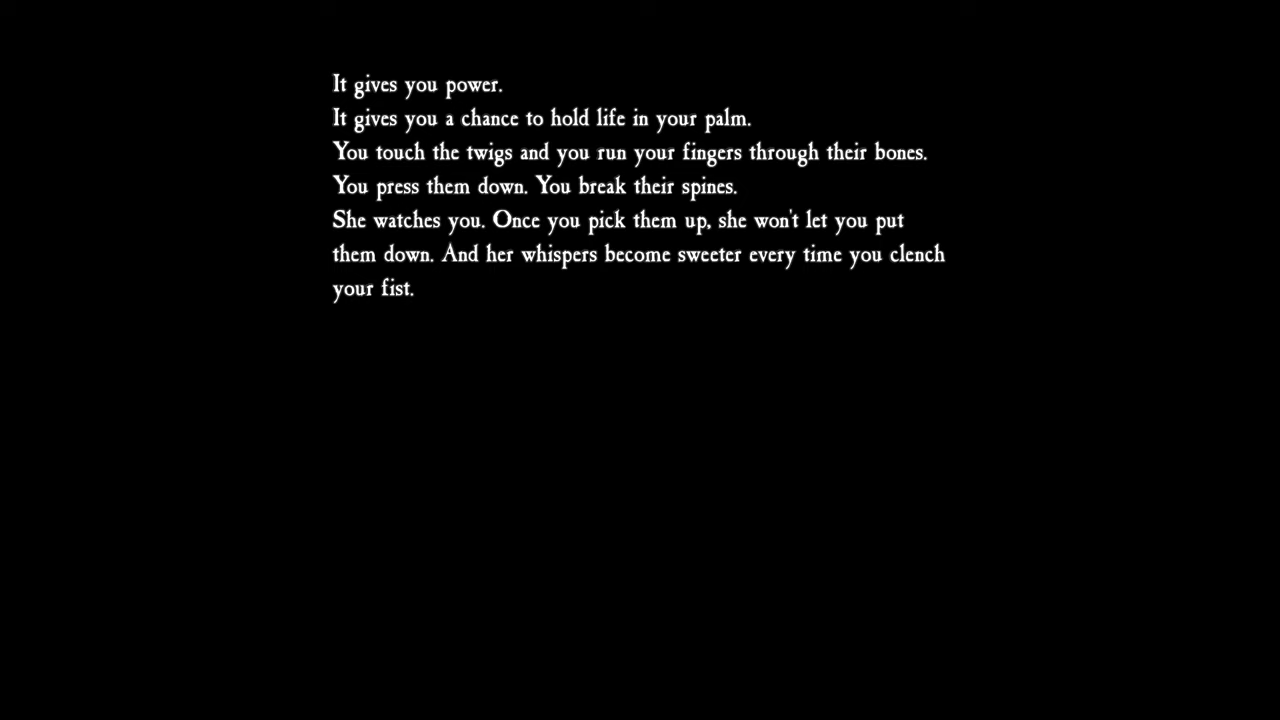 It gives you power.
It gives you a chance to hold life in your palm.
You touch the twigs and you run your fingers through their bones.
You press them down. You break their spines.
She watches you. Once you pick them up, she won't let you put
them down. And her whispers become sweeter every time you clench
your fist.